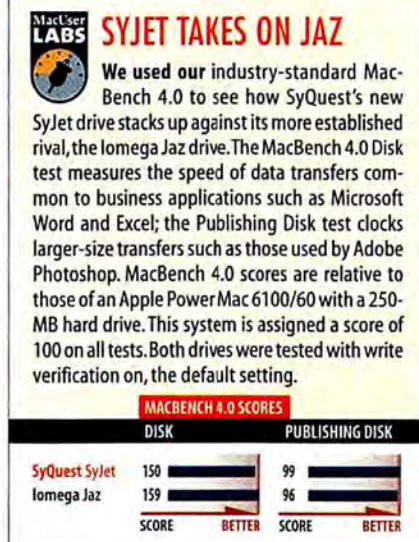 MacUser
LABS
SYJET TAKES ON JAZ
We used our industry-standard Mac-
Bench 4.0 to see how SyQuest's new
SyJet drive stacks up against its more established
rival, the Iomega Jaz drive. The MacBench 4.0 Disk
test measures the speed of data transfers com-
mon to business applications such as Microsoft
Word and Excel; the Publishing Disk test clocks
larger-size transfers such as those used by Adobe
Photoshop. MacBench 4.0 scores are relative to
those of an Apple Power Mac 6100/60 with a 250-
MB hard drive. This system is assigned a score of
100 on all tests. Both drives were tested with write
verification on, the default setting.
MACBENCH 4.0 SCORES
DISK PUBLISHING DISK
SyQuest SyJet 150 99
Iomega Jaz 159 96
SCORE BETTER SCORE BETTER